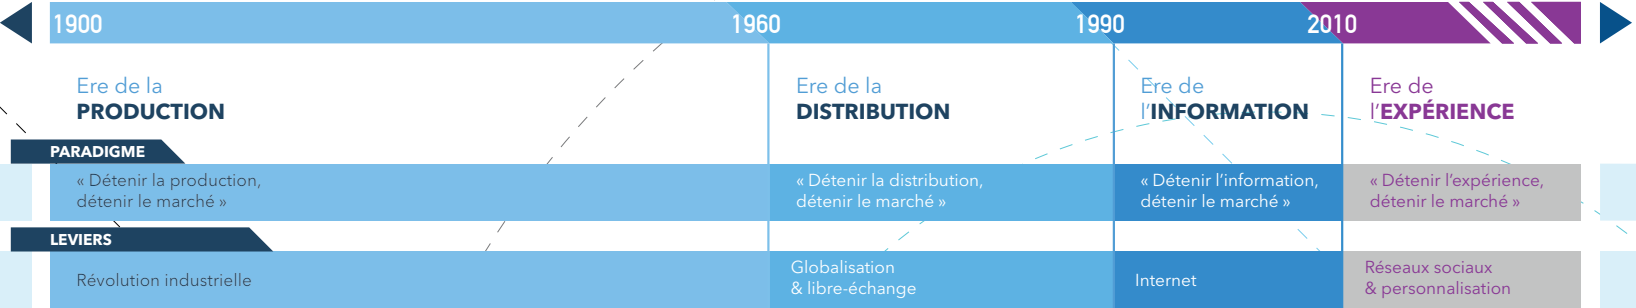 1900 1960 1990 2010
Ere de la
PRODUCTION
Ere de la
DISTRIBUTION
Ere de
l'INFORMATION
Ere de
l'EXPÉRIENCE
PARADIGME
« Détenir la production,
détenir le marché »
« Détenir la distribution,
détenir le marché »
« Détenir l'information,
détenir le marché »
« Détenir l'expérience,
détenir le marché »
LEVIERS
Révolution industrielle
Globalisation
& libre-échange
Internet
Réseaux sociaux
& personnalisation